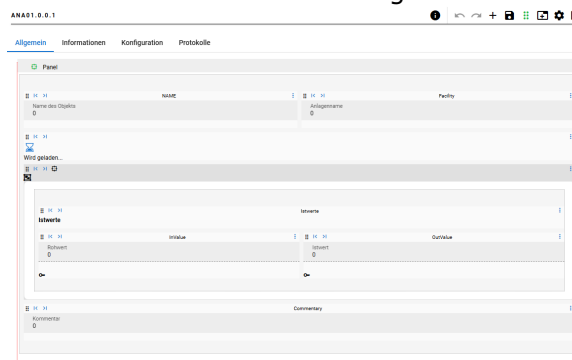 ANA01.0.0.1
Allgemein Informationen Konfiguration Protokolle
Panel
NAME Facility
Name des Objekts Anlagenname
0 0
Wird geladen...
Istwerte
Istwerte
InValue OutValue
Rohwert Istwert
0 0
Commentary
Kommentar
0